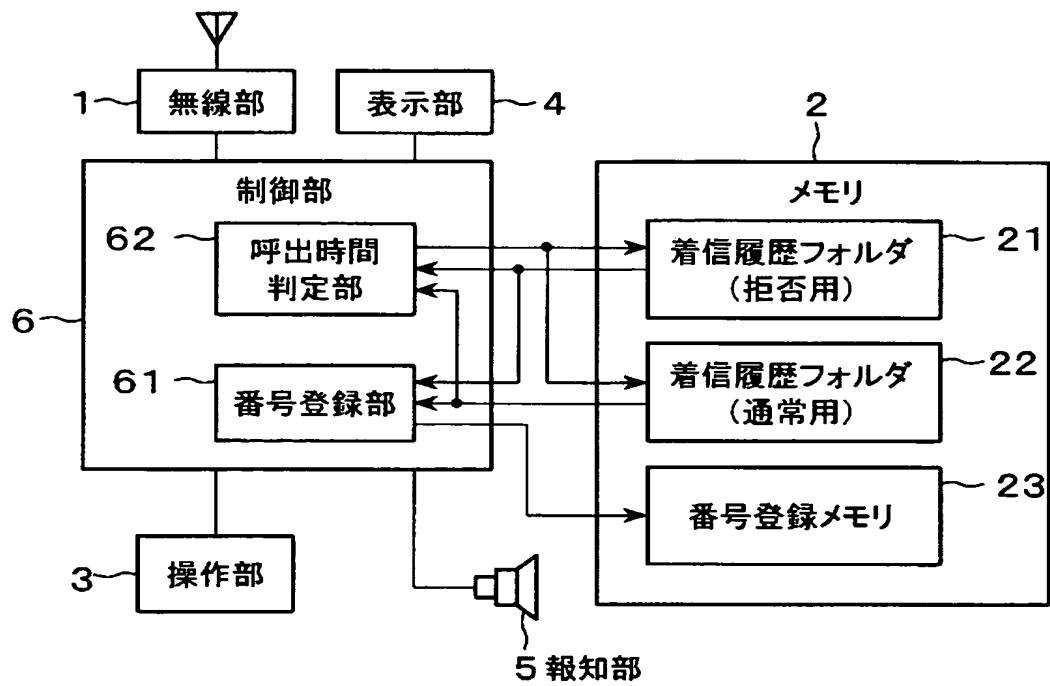 1
無線部
表示部
4
2
制御部
メモリ
62
呼出時間
判定部
21
着信履歴フォルダ
(拒否用)
6
61
番号登録部
22
着信履歴フォルダ
(通常用)
23
番号登録メモリ
3
操作部
5 報知部